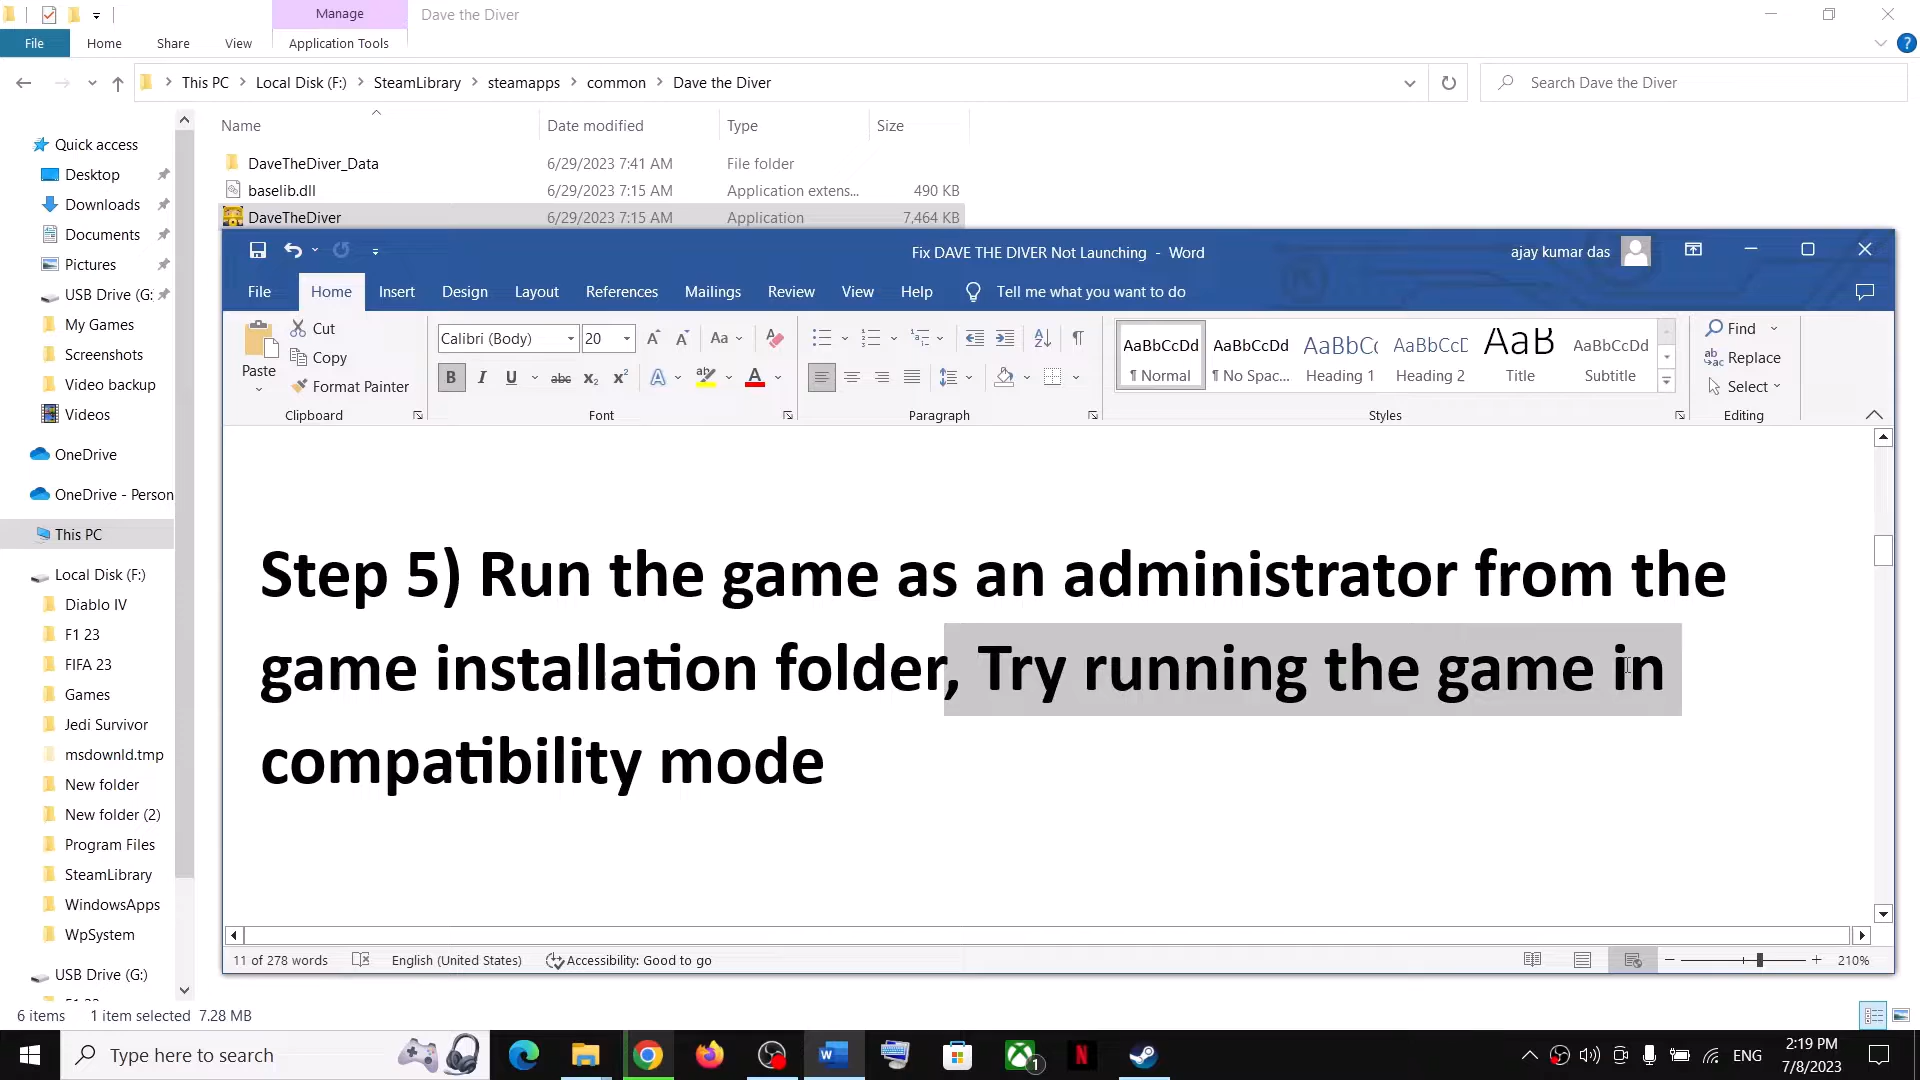 Manage
Dave the Diver
File
Home
Share
View
Application Tools
This PC
Local Disk (F:)
SteamLibrary
steamapps
common
Dave the Diver
Search Dave the Diver
Name
Date modified
Type
Size
Quick access
Desktop
Downloads
Documents
Pictures
USB Drive (G:
My Games
Screenshots
Video backup
Videos
OneDrive
OneDrive - Person
This PC
Local Disk (F:)
Diablo IV
F1 23
FIFA 23
Games
Jedi Survivor
msdownld.tmp
New folder
New folder (2)
Program Files
SteamLibrary
WindowsApps
WpSystem
USB Drive (G:)
DaveTheDiver_Data 6/29/2023 7:41 AM File folder
baselib.dll 6/29/2023 7:15 AM Application extens... 490 KB
DaveTheDiver 6/29/2023 7:15 AM Application 7,464 KB
Fix DAVE THE DIVER Not Launching - Word
ajay kumar das
File Home Insert Design Layout References Mailings Review View Help Tell me what you want to do
Paste
Cut
Copy
Format Painter
Clipboard
Calibri (Body) 20
Font
Paragraph
AaBbCcDd ¶ Normal
AaBbCcDd ¶ No Spac...
AaBbCc Heading 1
AaBbCcD Heading 2
AaB Title
AaBbCcDd Subtitle
Styles
Find
Replace
Select
Editing
Step 5) Run the game as an administrator from the
game installation folder, Try running the game in
compatibility mode
11 of 278 words
English (United States)
Accessibility: Good to go
210%
6 items 1 item selected 7.28 MB
Type here to search
1
ENG
2:19 PM
7/8/2023